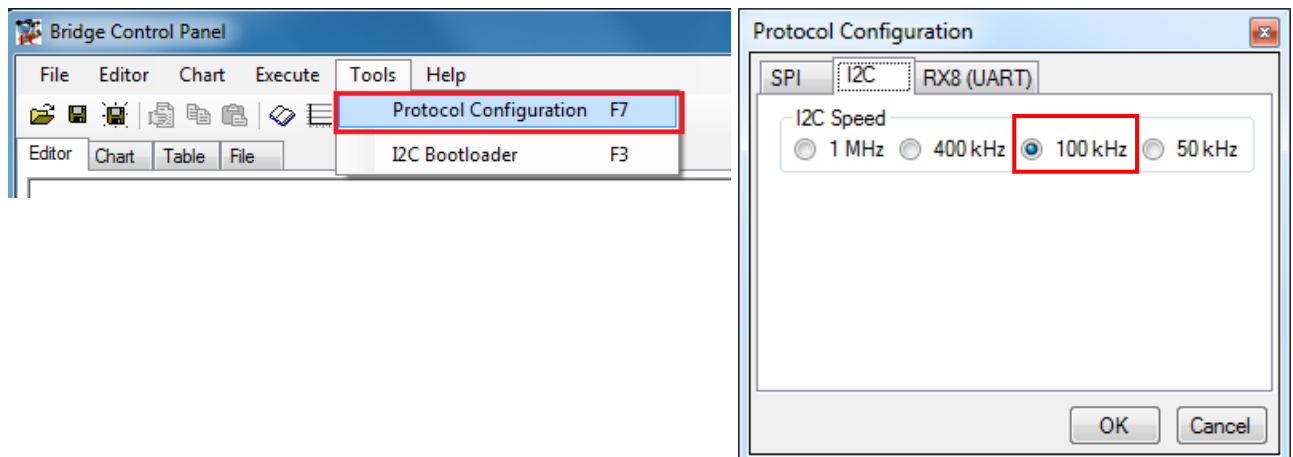 Bridge Control Panel
File Editor Chart Execute Tools Help
Protocol Configuration F7
I2C Bootloader F3
Editor Chart Table File
Protocol Configuration
SPI I2C RX8 (UART)
I2C Speed
1 MHz 400 kHz 100 kHz 50 kHz
OK Cancel